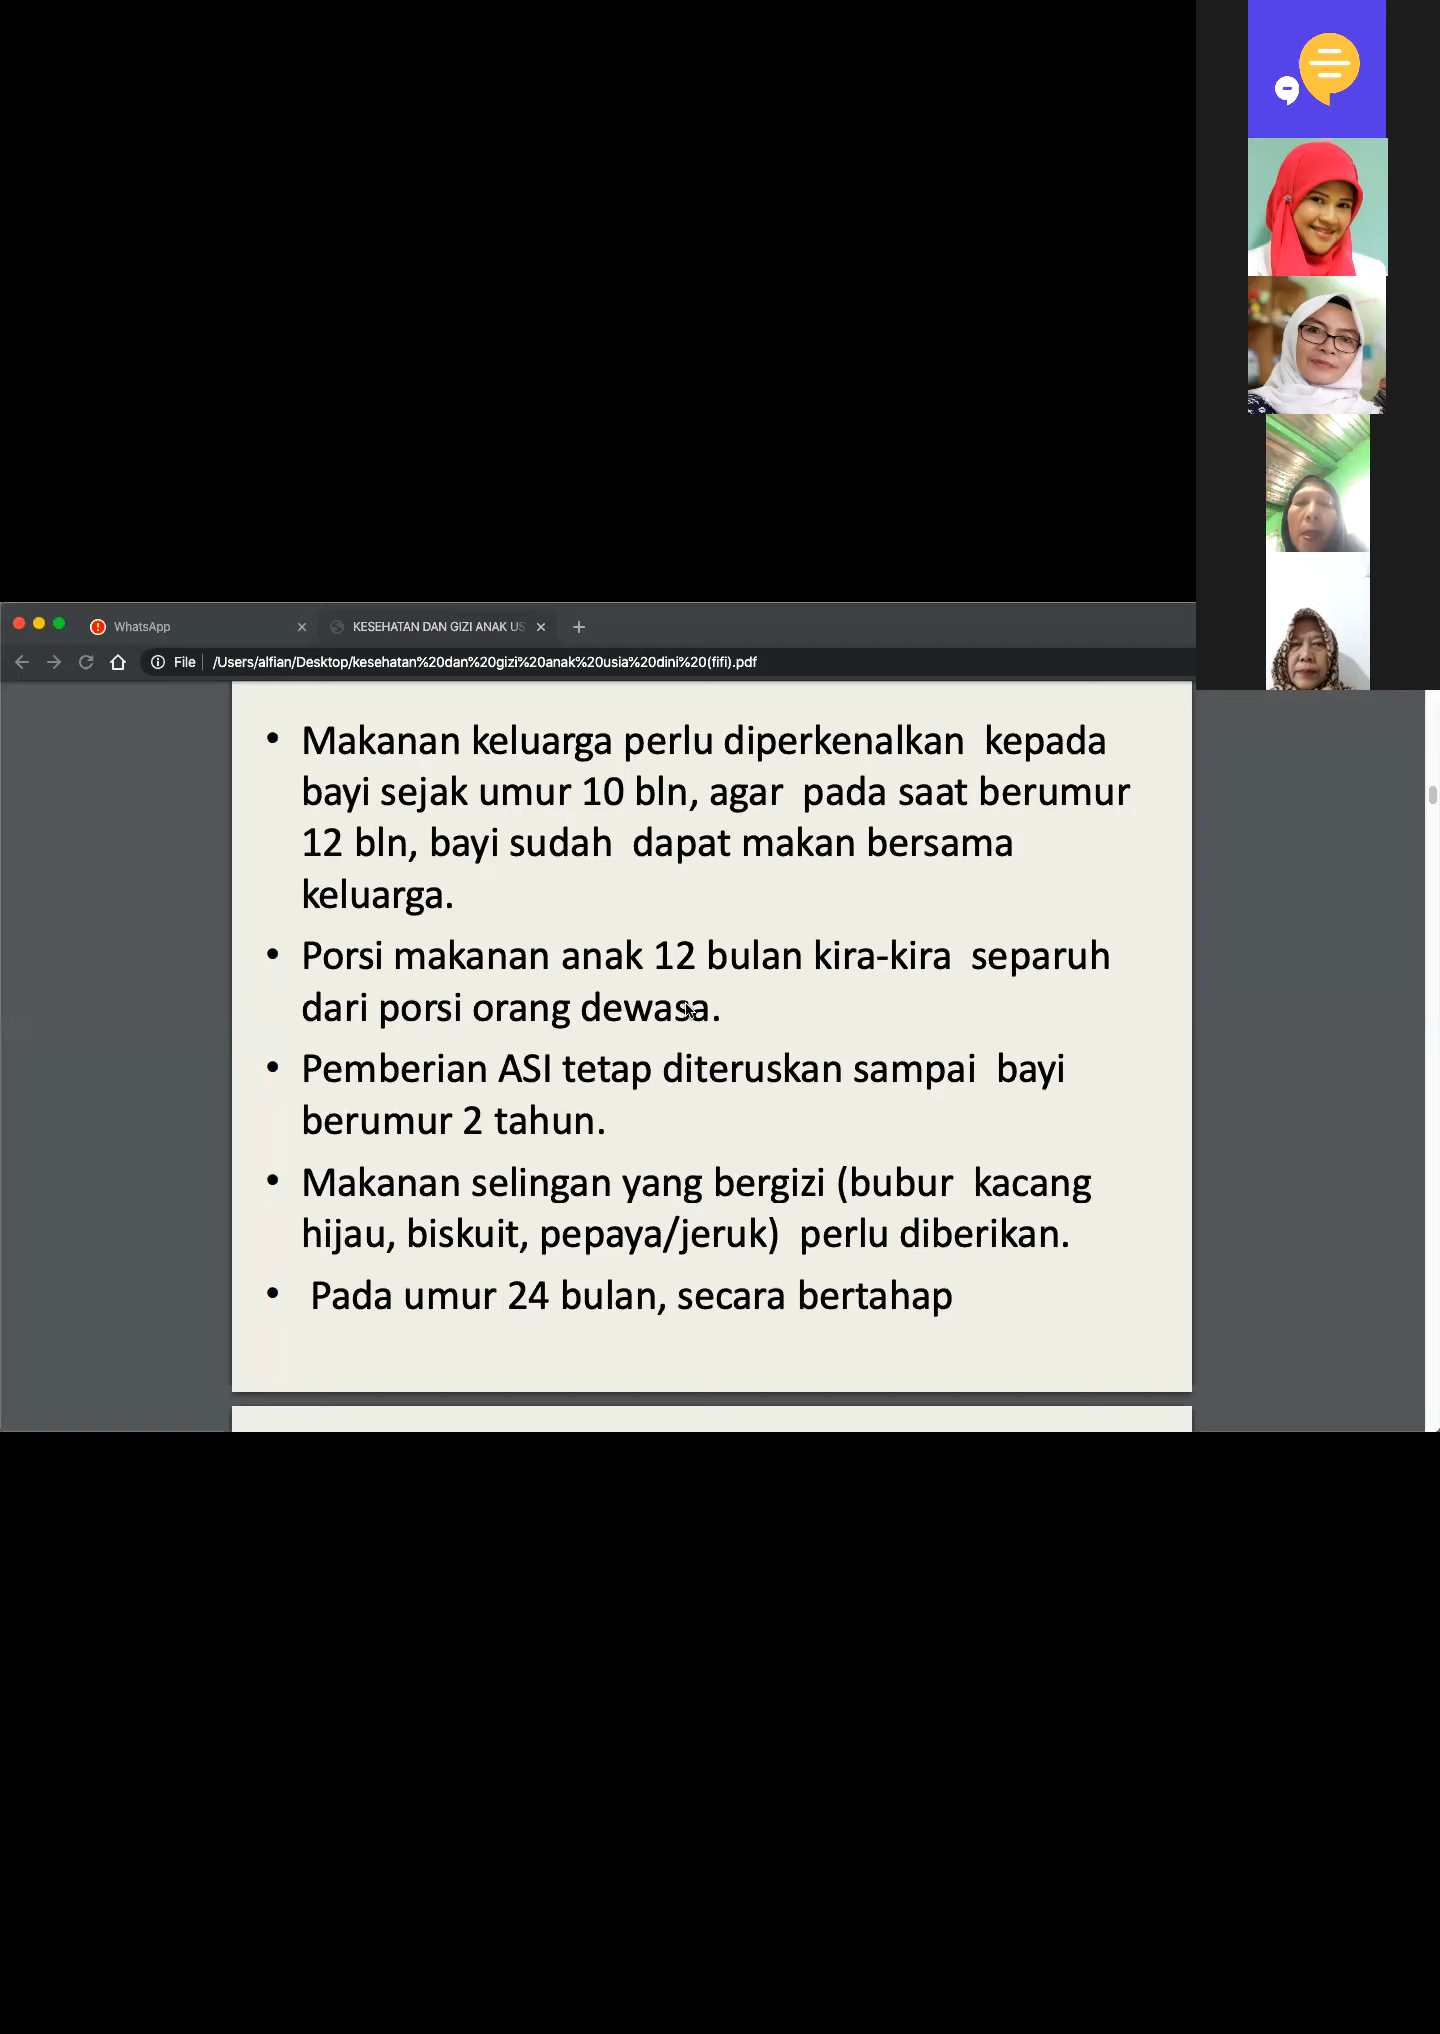 WhatsApp
KESEHATAN DAN GIZI ANAK US
File
/Users/alfian/Desktop/kesehatan%20dan%20gizi%20anak%20usia%20dini%20(fifi).pdf
• Makanan keluarga perlu diperkenalkan kepada
bayi sejak umur 10 bln, agar pada saat berumur
12 bln, bayi sudah dapat makan bersama
keluarga.
• Porsi makanan anak 12 bulan kira-kira separuh
dari porsi orang dewasa.
• Pemberian ASI tetap diteruskan sampai bayi
berumur 2 tahun.
• Makanan selingan yang bergizi (bubur kacang
hijau, biskuit, pepaya/jeruk) perlu diberikan.
• Pada umur 24 bulan, secara bertahap